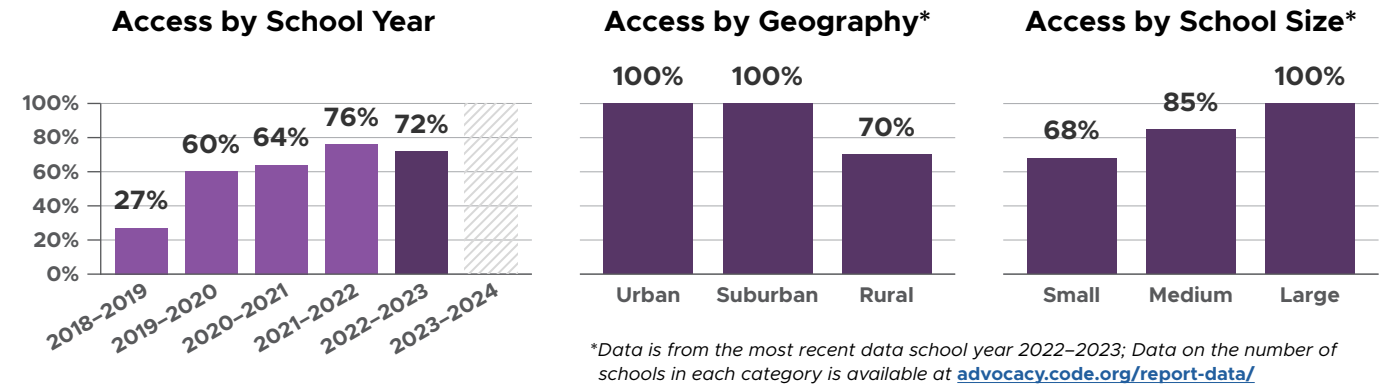 Access by School Year
100%
80%
60%
40%
20%
0%
27%
60%
64%
76%
72%
2018–2019
2019–2020
2020–2021
2021–2022
2022–2023
2023–2024
Access by Geography*
100%
100%
70%
Urban
Suburban
Rural
Access by School Size*
68%
85%
100%
Small
Medium
Large
*Data is from the most recent data school year 2022–2023; Data on the number of
schools in each category is available at advocacy.code.org/report-data/